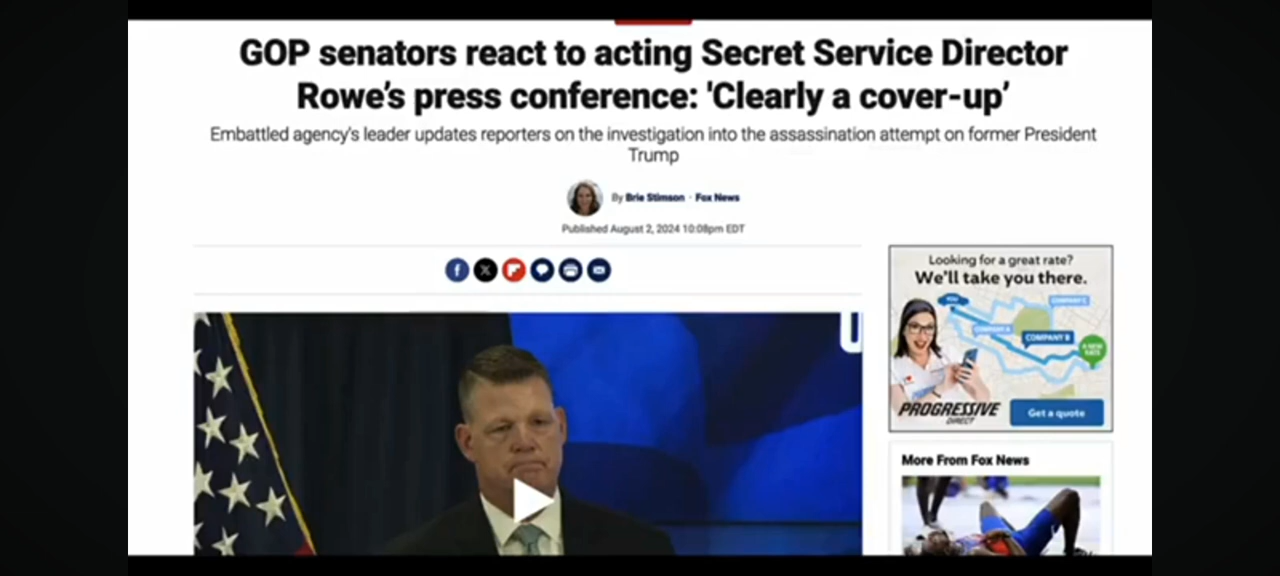 GOP senators react to acting Secret Service Director
Rowe’s press conference: 'Clearly a cover-up’
Embattled agency's leader updates reporters on the investigation into the assassination attempt on former President
Trump
By Brie Stimson · Fox News
Published August 2, 2024 10:08pm EDT
Looking for a great rate?
We'll take you there.
YOU
COMPANY C
COMPANY A
COMPANY B
A NEW
RATE
PROGRESSIVE
DIRECT
Get a quote
More From Fox News